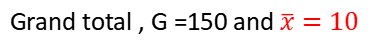 Grand total , G =150 and x̅ = 10